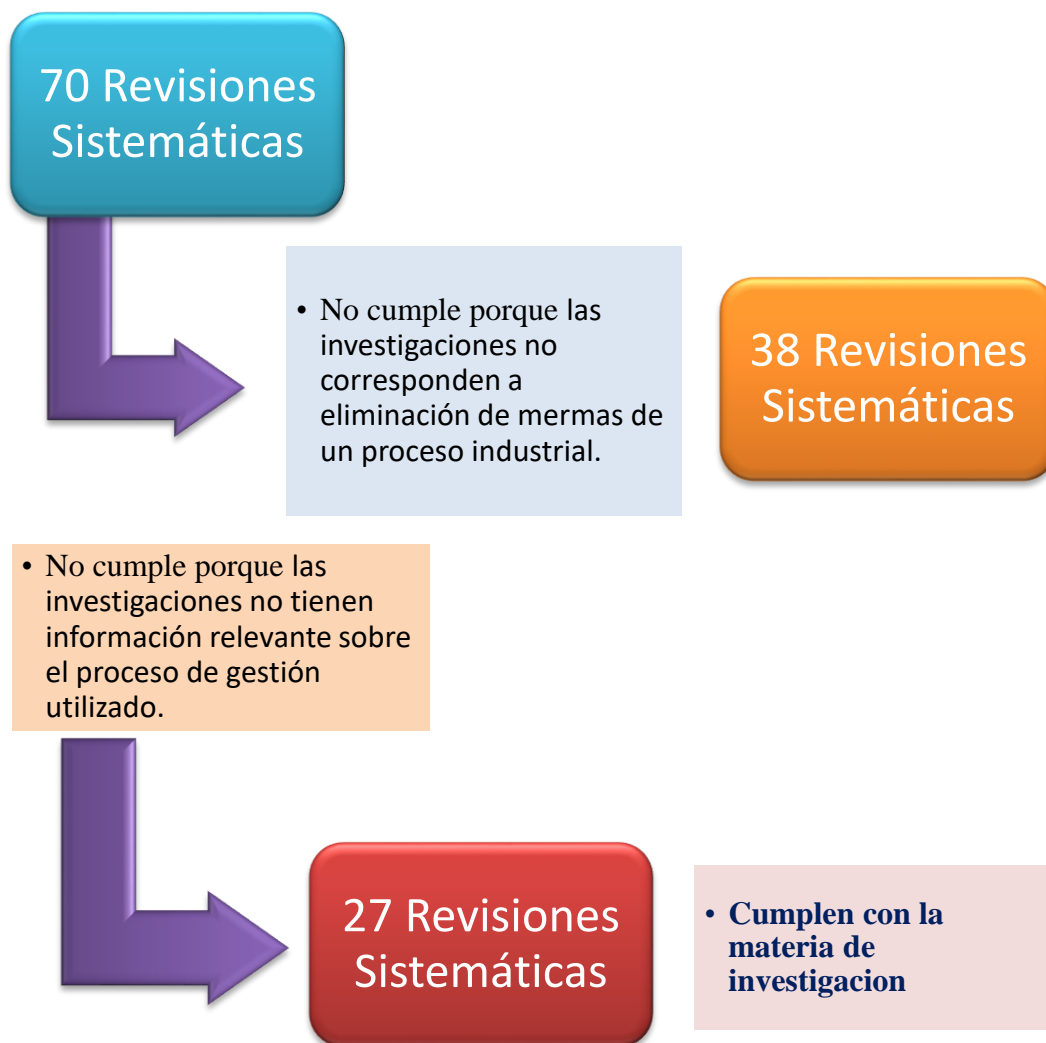 70 Revisiones
Sistemáticas
• No cumple porque las
investigaciones no
corresponden a
eliminación de mermas de
un proceso industrial.
38 Revisiones
Sistemáticas
• No cumple porque las
investigaciones no tienen
información relevante sobre
el proceso de gestión
utilizado.
27 Revisiones
Sistemáticas
• Cumplen con la
materia de
investigacion